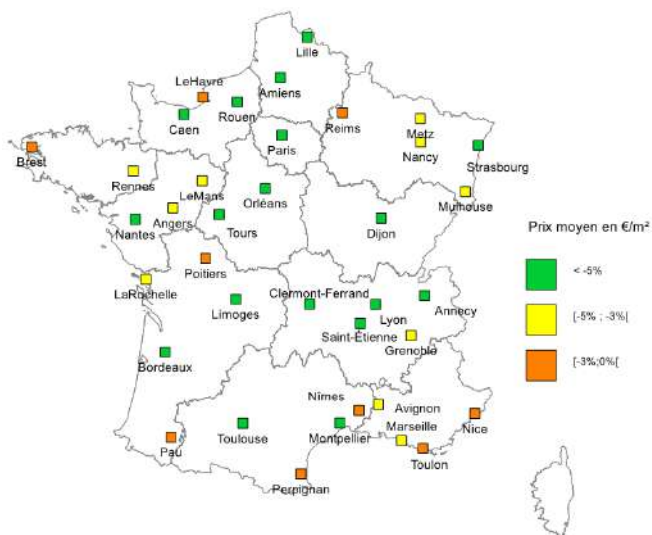 Lille
LeHavre
Amiens
Rouen
Caen
Reims
Metz
Paris
Nancy
Strasbourg
Brest
Rennes
LeMans
Orléans
Mulhouse
Angers
Nantes
Tours
Dijon
Prix moyen en €/m²
< -5%
[-5% ; -3%[
[-3%;0%[
Poitiers
LaRochelle
Clermont-Ferrand
Annecy
Limoges
Lyon
Saint-Étienne
Grenoble
Bordeaux
Nîmes
Avignon
Marseille
Nice
Toulouse
Montpellier
Pau
Toulon
Perpignan